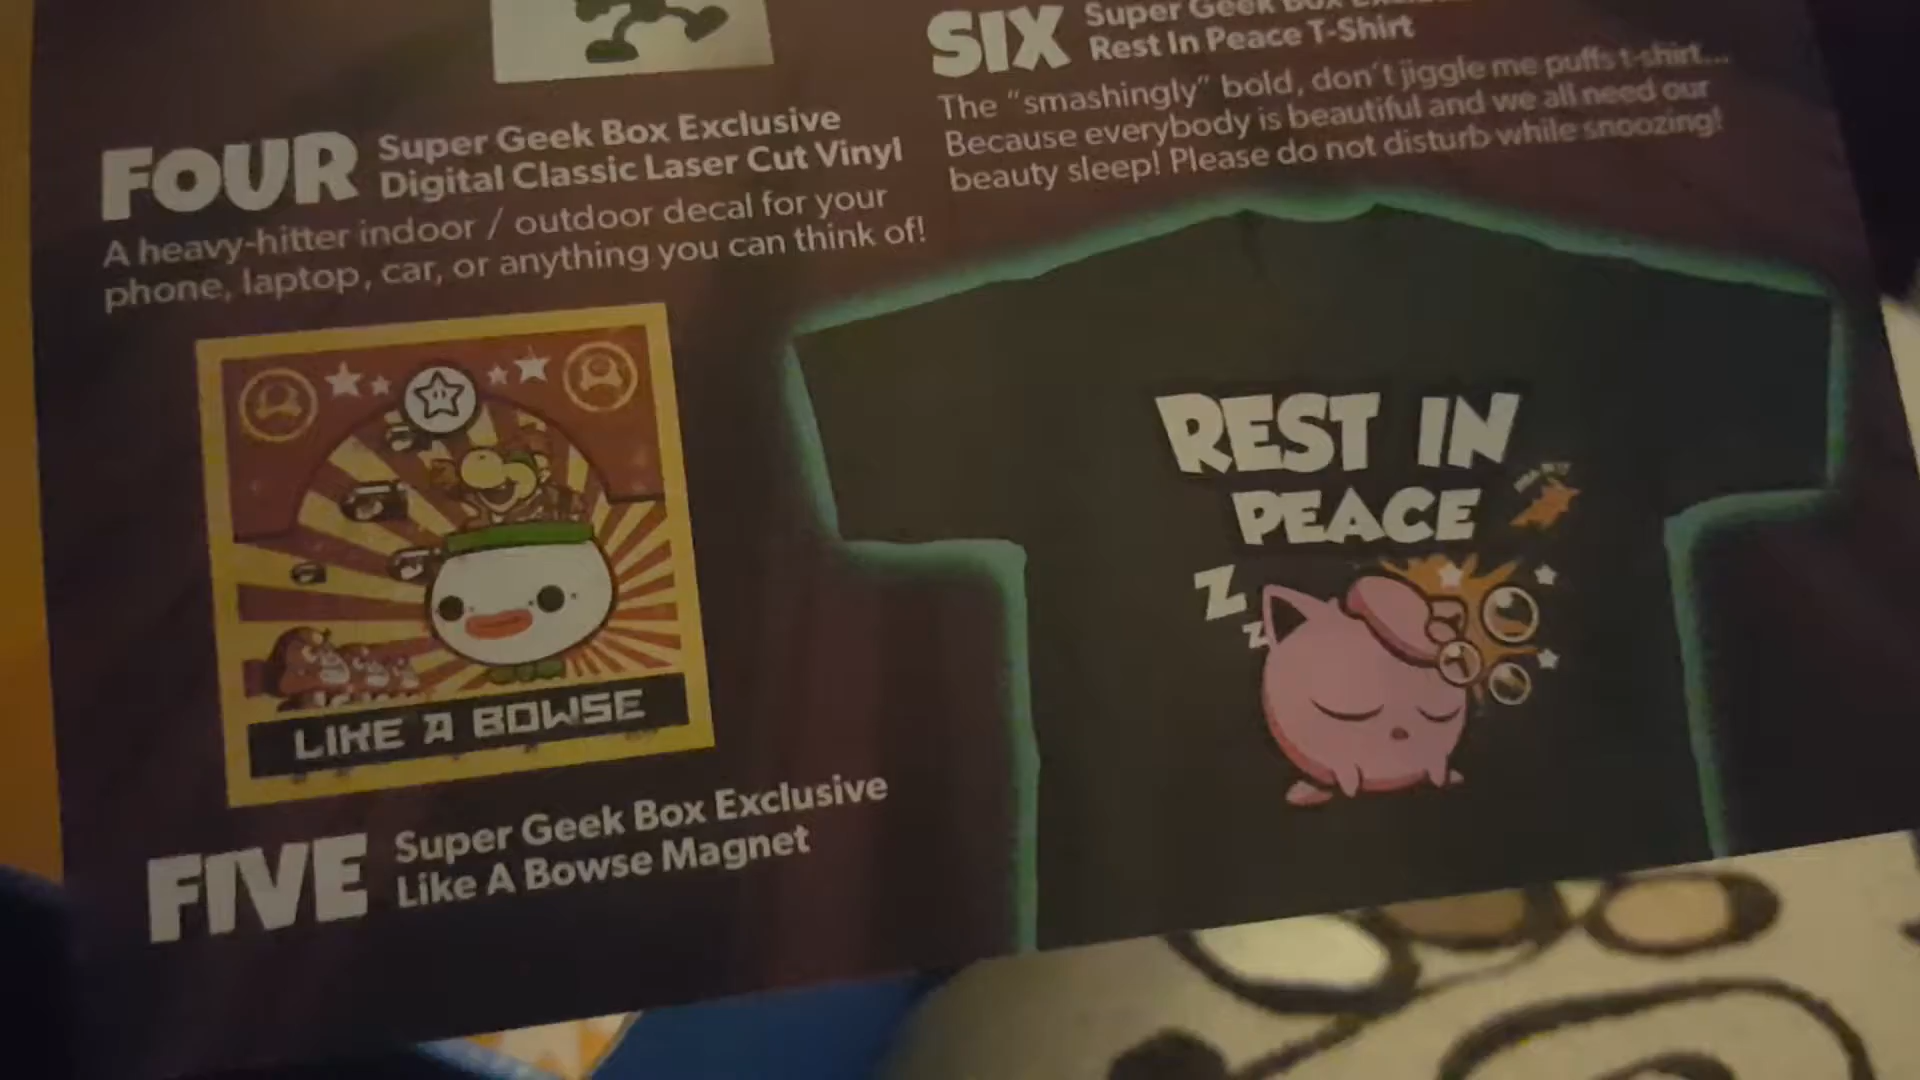 FOUR
Super Geek Box Exclusive
Digital Classic Laser Cut Vinyl
A heavy-hitter indoor / outdoor decal for your
phone, laptop, car, or anything you can think of!
LIKE A BOWSE
FIVE
Super Geek Box Exclusive
Like A Bowse Magnet
SIX
Super Geek Box
Rest In Peace T-Shirt
The "smashingly" bold, don't jiggle me puffs t-shirt...
Because everybody is beautiful and we all need our
beauty sleep! Please do not disturb while snoozing!
REST IN
PEACE
Z
Z